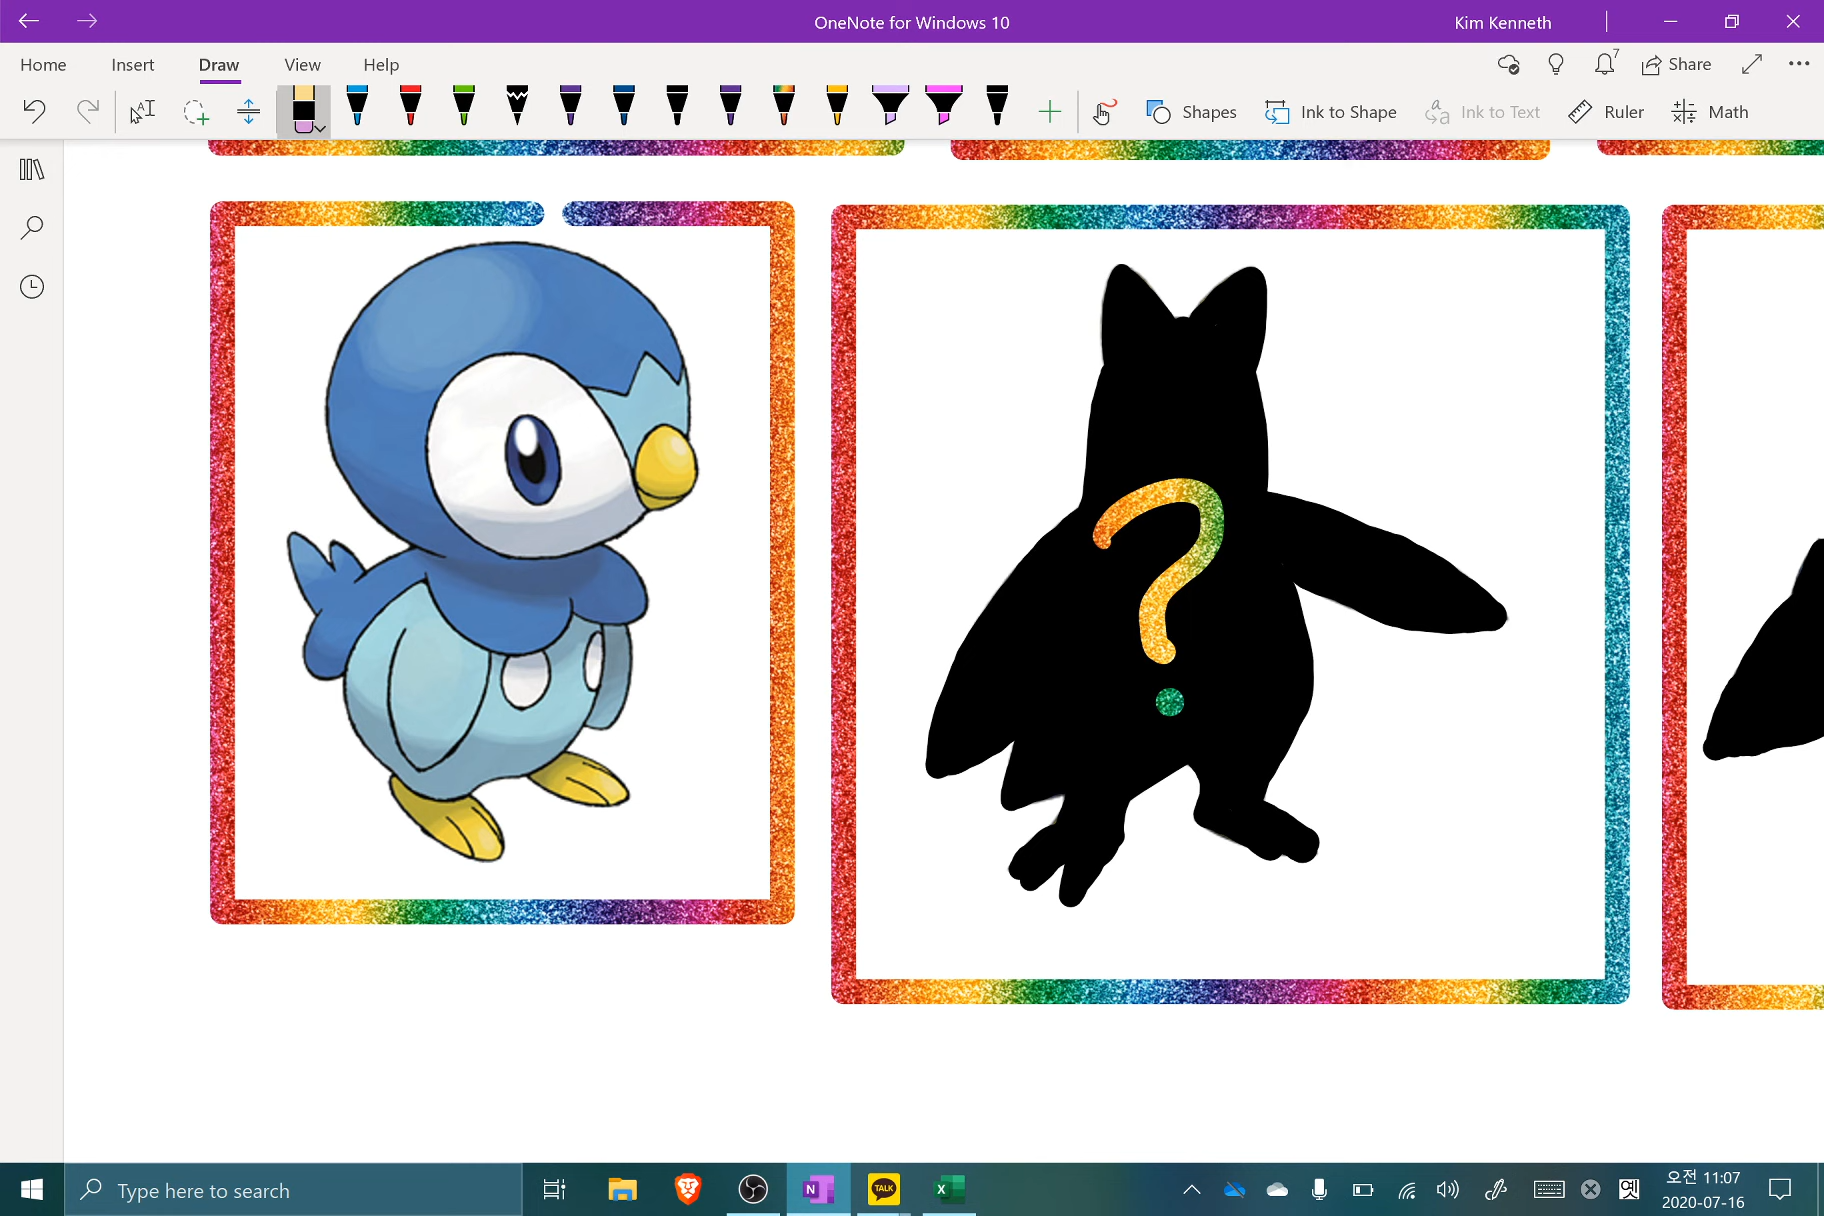 OneNote for Windows 10
Kim Kenneth
Home Insert Draw View Help
7
Share
Shapes
Ink to Shape
Ink to Text
Ruler
Math
?
Type here to search
N
TALK
X
오전 11:07
2020-07-16